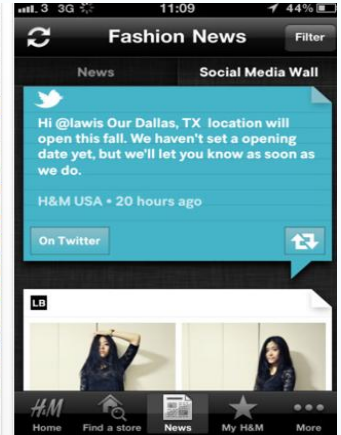 3 3G 11:09 44%
Fashion News Filter
News Social Media Wall
Hi @lawis Our Dallas, TX location will
open this fall. We haven't set a opening
date yet, but we'll let you know as soon as
we do.
H&M USA • 20 hours ago
On Twitter
LB
H&M
Home Find a store News My H&M More